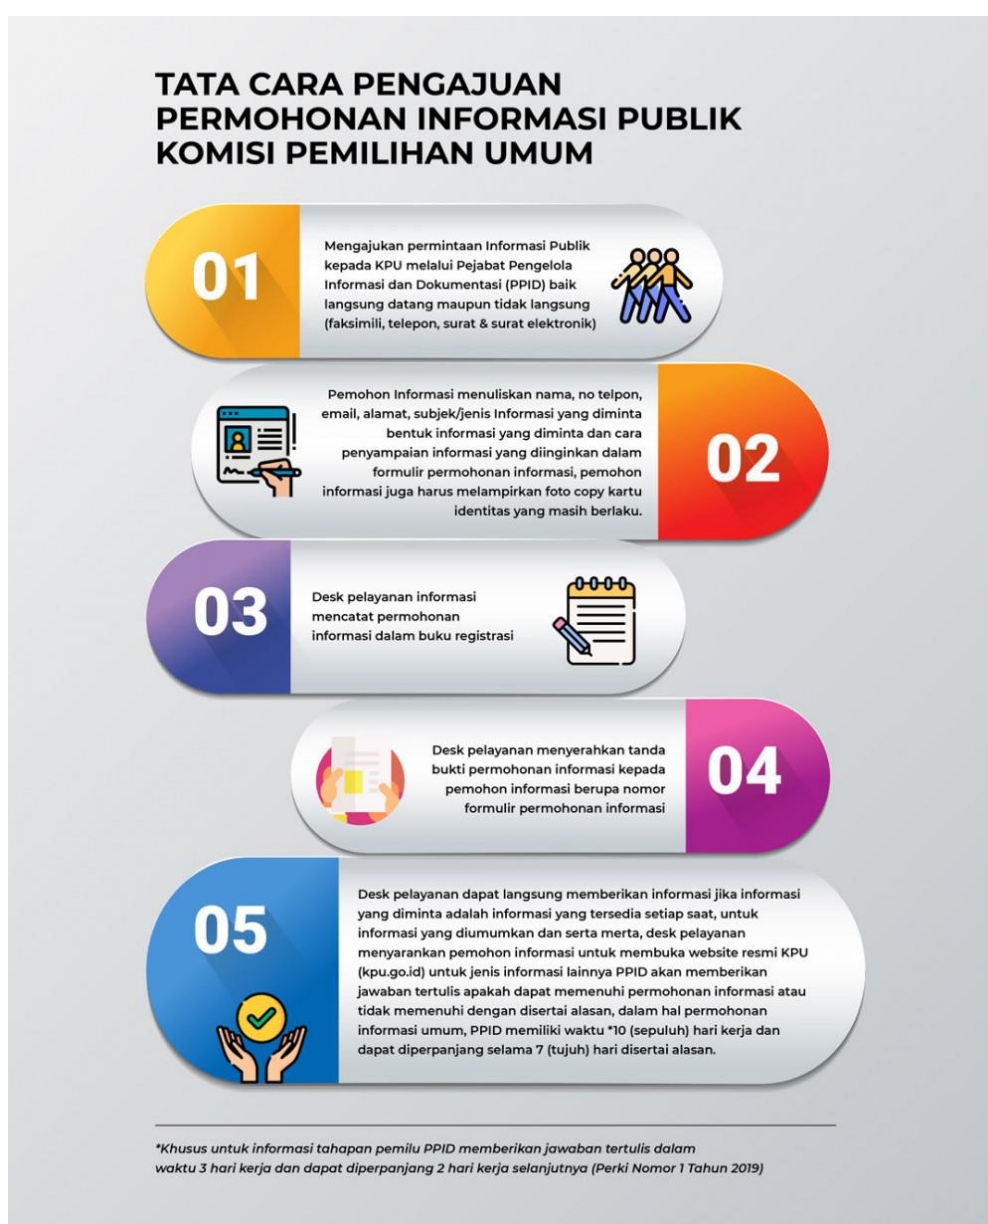 TATA CARA PENGAJUAN
PERMOHONAN INFORMASI PUBLIK
KOMISI PEMILIHAN UMUM
01
Mengajukan permintaan Informasi Publik
kepada KPU melalui Pejabat Pengelola
Informasi dan Dokumentasi (PPID) baik
langsung datang maupun tidak langsung
(faksimili, telepon, surat & surat elektronik)
02
Pemohon Informasi menuliskan nama, no telpon,
email, alamat, subjek/jenis Informasi yang diminta
bentuk informasi yang diminta dan cara
penyampaian informasi yang diinginkan dalam
formulir permohonan informasi, pemohon
informasi juga harus melampirkan foto copy kartu
identitas yang masih berlaku.
03
Desk pelayanan informasi
mencatat permohonan
informasi dalam buku registrasi
04
Desk pelayanan menyerahkan tanda
bukti permohonan informasi kepada
pemohon informasi berupa nomor
formulir permohonan informasi
05
Desk pelayanan dapat langsung memberikan informasi jika informasi
yang diminta adalah informasi yang tersedia setiap saat, untuk
informasi yang diumumkan dan serta merta, desk pelayanan
menyarankan pemohon informasi untuk membuka website resmi KPU
(kpu.go.id) untuk jenis informasi lainnya PPID akan memberikan
jawaban tertulis apakah dapat memenuhi permohonan informasi atau
tidak memenuhi dengan disertai alasan, dalam hal permohonan
informasi umum, PPID memiliki waktu *10 (sepuluh) hari kerja dan
dapat diperpanjang selama 7 (tujuh) hari disertai alasan.
*Khusus untuk informasi tahapan pemilu PPID memberikan jawaban tertulis dalam
waktu 3 hari kerja dan dapat diperpanjang 2 hari kerja selanjutnya (Perki Nomor 1 Tahun 2019)